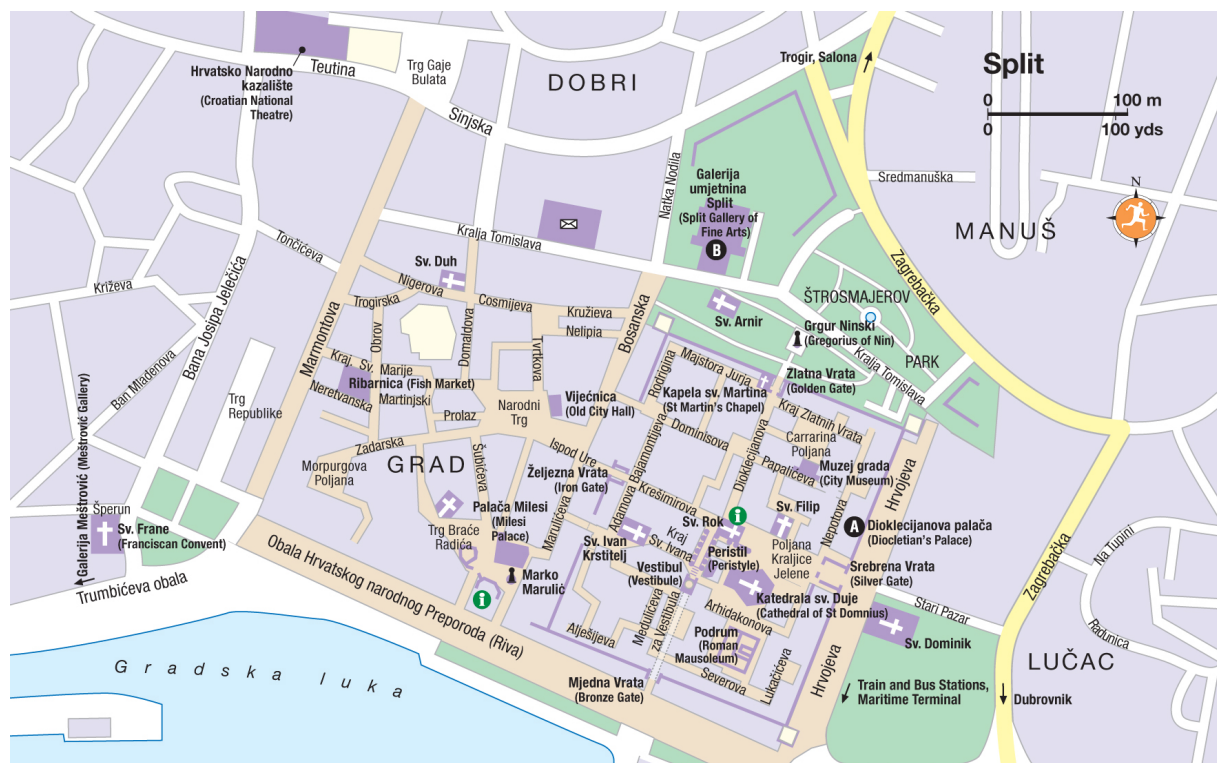 Split
0 100 m
0 100 yds
N
Trogir, Salona
Hrvatsko Narodno
kazalište
(Croatian National
Theatre)
Teutina
Trg Gaje
Bulata
DOBRI
Sinjska
Natka Nodila
Galerija
umjetnina
Split
(Split Gallery of
Fine Arts)
B
Sredmanuška
MANUŠ
Zagrebačka
Kralja Tomislava
Tončićeva
Križeva
Bana Josipa Jelečića
Ban Mladenova
Marmontova
Sv. Duh
Nigerova
Trogirska
Cosmijeva
Kružićeva
Nelipia
Bosanska
Sv. Arnir
ŠTROSMAJEROV
PARK
Grgur Ninski
(Gregorius of Nin)
Kralja Tomislava
Zlatna Vrata
(Golden Gate)
Obrov
Domaldova
Tvrtkova
Kraj Sv. Marije
Ribarnica (Fish Market)
Neretvanska
Martinjski
Prolaz
Narodni
Trg
Vijećnica
(Old City Hall)
Rodrigina
Majstora Jurja
Kapela sv. Martina
(St Martin's Chapel)
Kraj Zlatnih Vrata
Carrarina
Poljana
Dominisova
Dioklecijanova
Papalićeva
Muzej grada
(City Museum)
Hrvojeva
Trg
Republike
Zadarska
GRAD
Morpurgova
Poljana
Šubićeva
Ispod Ure
Željezna Vrata
(Iron Gate)
Adamova Bajamontijeva
Krešimirova
Galerija Meštrović (Meštrović Gallery)
Šperun
Sv. Frane
(Franciscan Convent)
Trumbićeva obala
Palača Milesi
(Milesi
Palace)
Trg Braće
Radića
Marulićeva
Marko
Marulić
Sv. Ivan
Krstitelj
Kraj
Sv. Ivana
Sv. Rok
i
Sv. Filip
Nepotova
A
Dioklecijanova palača
(Diocletian's Palace)
Peristil
(Peristyle)
Poljana
Kraljice
Jelene
Srebrena Vrata
(Silver Gate)
Vestibul
(Vestibule)
Katedrala sv. Duje
(Cathedral of St Domnius)
Na Tupini
Zagrebačka
Stari Pazar
Radunica
Sv. Dominik
LUČAC
i
Obala Hrvatskog narodnog Preporoda (Riva)
Alješijeva
Medulićeva
za Vestibula
Arhidakonova
Podrum
(Roman
Mausoleum)
Severova
Lukačićeva
Hrvojeva
Mjedna Vrata
(Bronze Gate)
Train and Bus Stations,
Maritime Terminal
Dubrovnik
Gradska luka